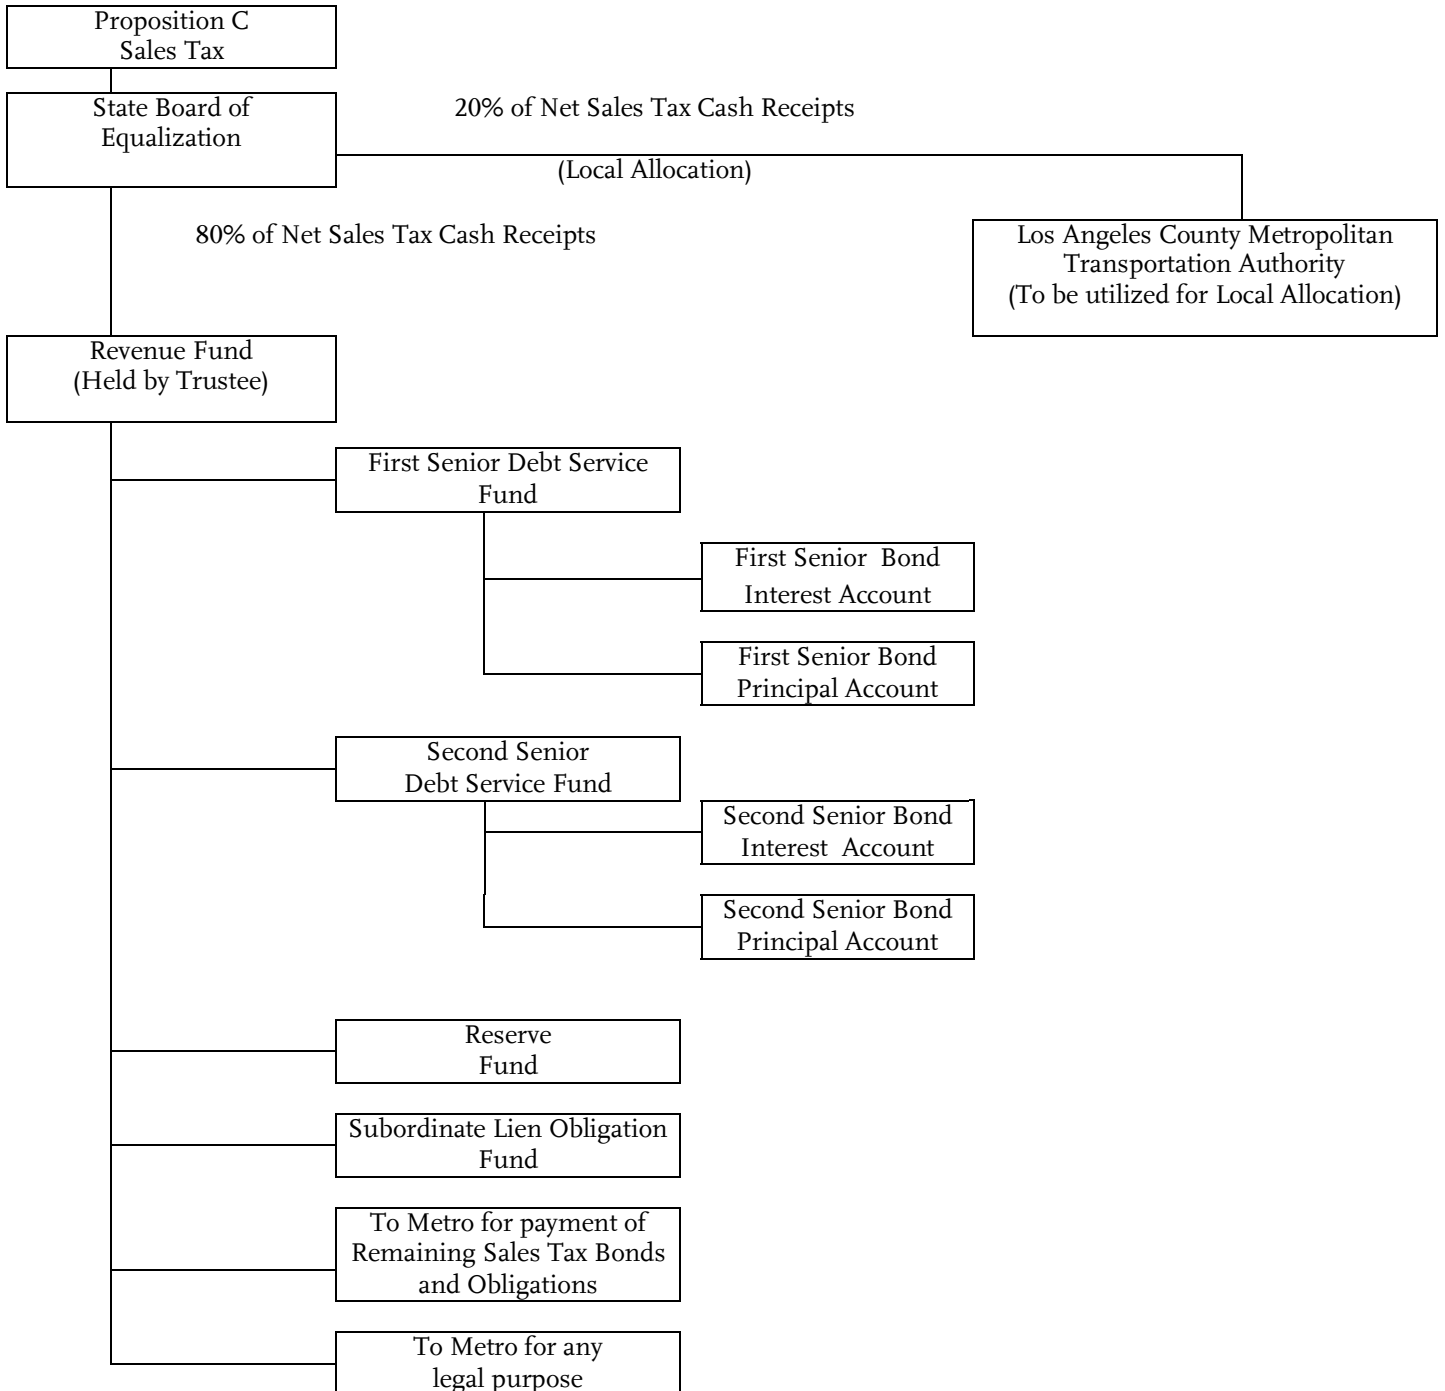 Proposition C
Sales Tax
State Board of
Equalization
20% of Net Sales Tax Cash Receipts
(Local Allocation)
80% of Net Sales Tax Cash Receipts
Los Angeles County Metropolitan
Transportation Authority
(To be utilized for Local Allocation)
Revenue Fund
(Held by Trustee)
First Senior Debt Service
Fund
First Senior Bond
Interest Account
First Senior Bond
Principal Account
Second Senior
Debt Service Fund
Second Senior Bond
Interest Account
Second Senior Bond
Principal Account
Reserve
Fund
Subordinate Lien Obligation
Fund
To Metro for payment of
Remaining Sales Tax Bonds
and Obligations
To Metro for any
legal purpose